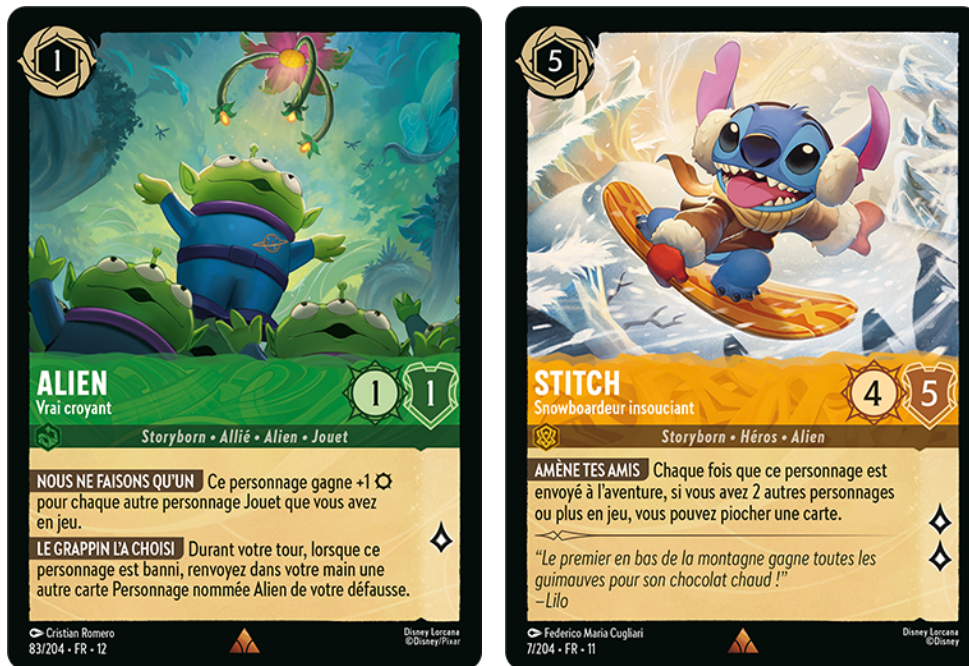 1
ALIEN
Vrai croyant
1
1
Storyborn • Allié • Alien • Jouet
NOUS NE FAISONS QU'UN Ce personnage gagne +1
pour chaque autre personnage Jouet que vous avez
en jeu.
LE GRAPPIN L'A CHOISI Durant votre tour, lorsque ce
personnage est banni, renvoyez dans votre main une
autre carte Personnage nommée Alien de votre défausse.
Cristian Romero
83/204 • FR • 12
Disney Lorcana
©Disney/Pixar
5
STITCH
Snowboardeur insouciant
4
5
Storyborn • Héros • Alien
AMÈNE TES AMIS Chaque fois que ce personnage est
envoyé à l'aventure, si vous avez 2 autres personnages
ou plus en jeu, vous pouvez piocher une carte.
“Le premier en bas de la montagne gagne toutes les
guimauves pour son chocolat chaud !”
–Lilo
Federico Maria Cugliari
7/204 • FR • 11
Disney Lorcana
©Disney